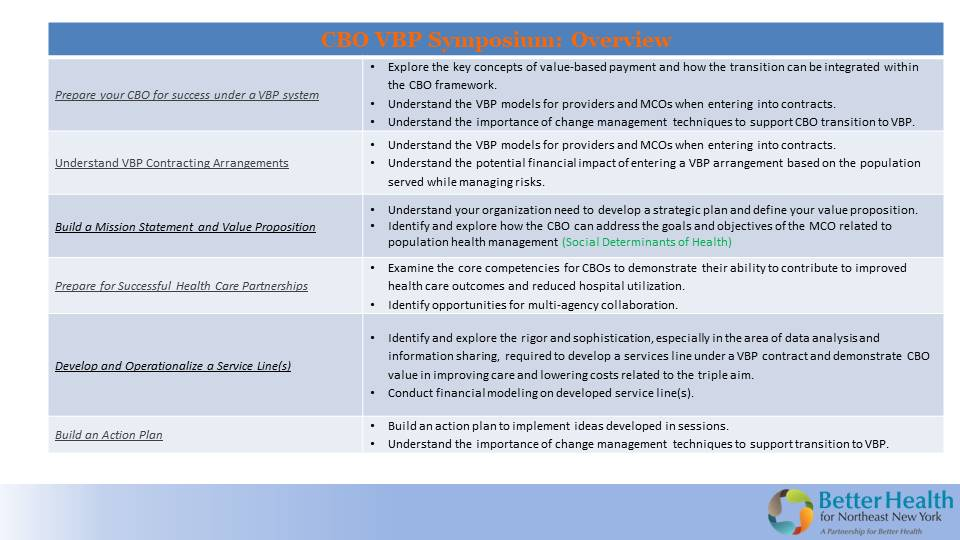 CBO VBP Symposium: Overview
Prepare your CBO for success under a VBP system
• Explore the key concepts of value-based payment and how the transition can be integrated within
the CBO framework.
• Understand the VBP models for providers and MCOs when entering into contracts.
• Understand the importance of change management techniques to support CBO transition to VBP.
Understand VBP Contracting Arrangements
• Understand the VBP models for providers and MCOs when entering into contracts.
• Understand the potential financial impact of entering a VBP arrangement based on the population
served while managing risks.
Build a Mission Statement and Value Proposition
• Understand your organization need to develop a strategic plan and define your value proposition.
• Identify and explore how the CBO can address the goals and objectives of the MCO related to
population health management (Social Determinants of Health)
Prepare for Successful Health Care Partnerships
• Examine the core competencies for CBOs to demonstrate their ability to contribute to improved
health care outcomes and reduced hospital utilization.
• Identify opportunities for multi-agency collaboration.
Develop and Operationalize a Service Line(s)
• Identify and explore the rigor and sophistication, especially in the area of data analysis and
information sharing, required to develop a services line under a VBP contract and demonstrate CBO
value in improving care and lowering costs related to the triple aim.
• Conduct financial modeling on developed service line(s).
Build an Action Plan
• Build an action plan to implement ideas developed in sessions.
• Understand the importance of change management techniques to support transition to VBP.
Better Health
for Northeast New York
A Partnership for Better Health